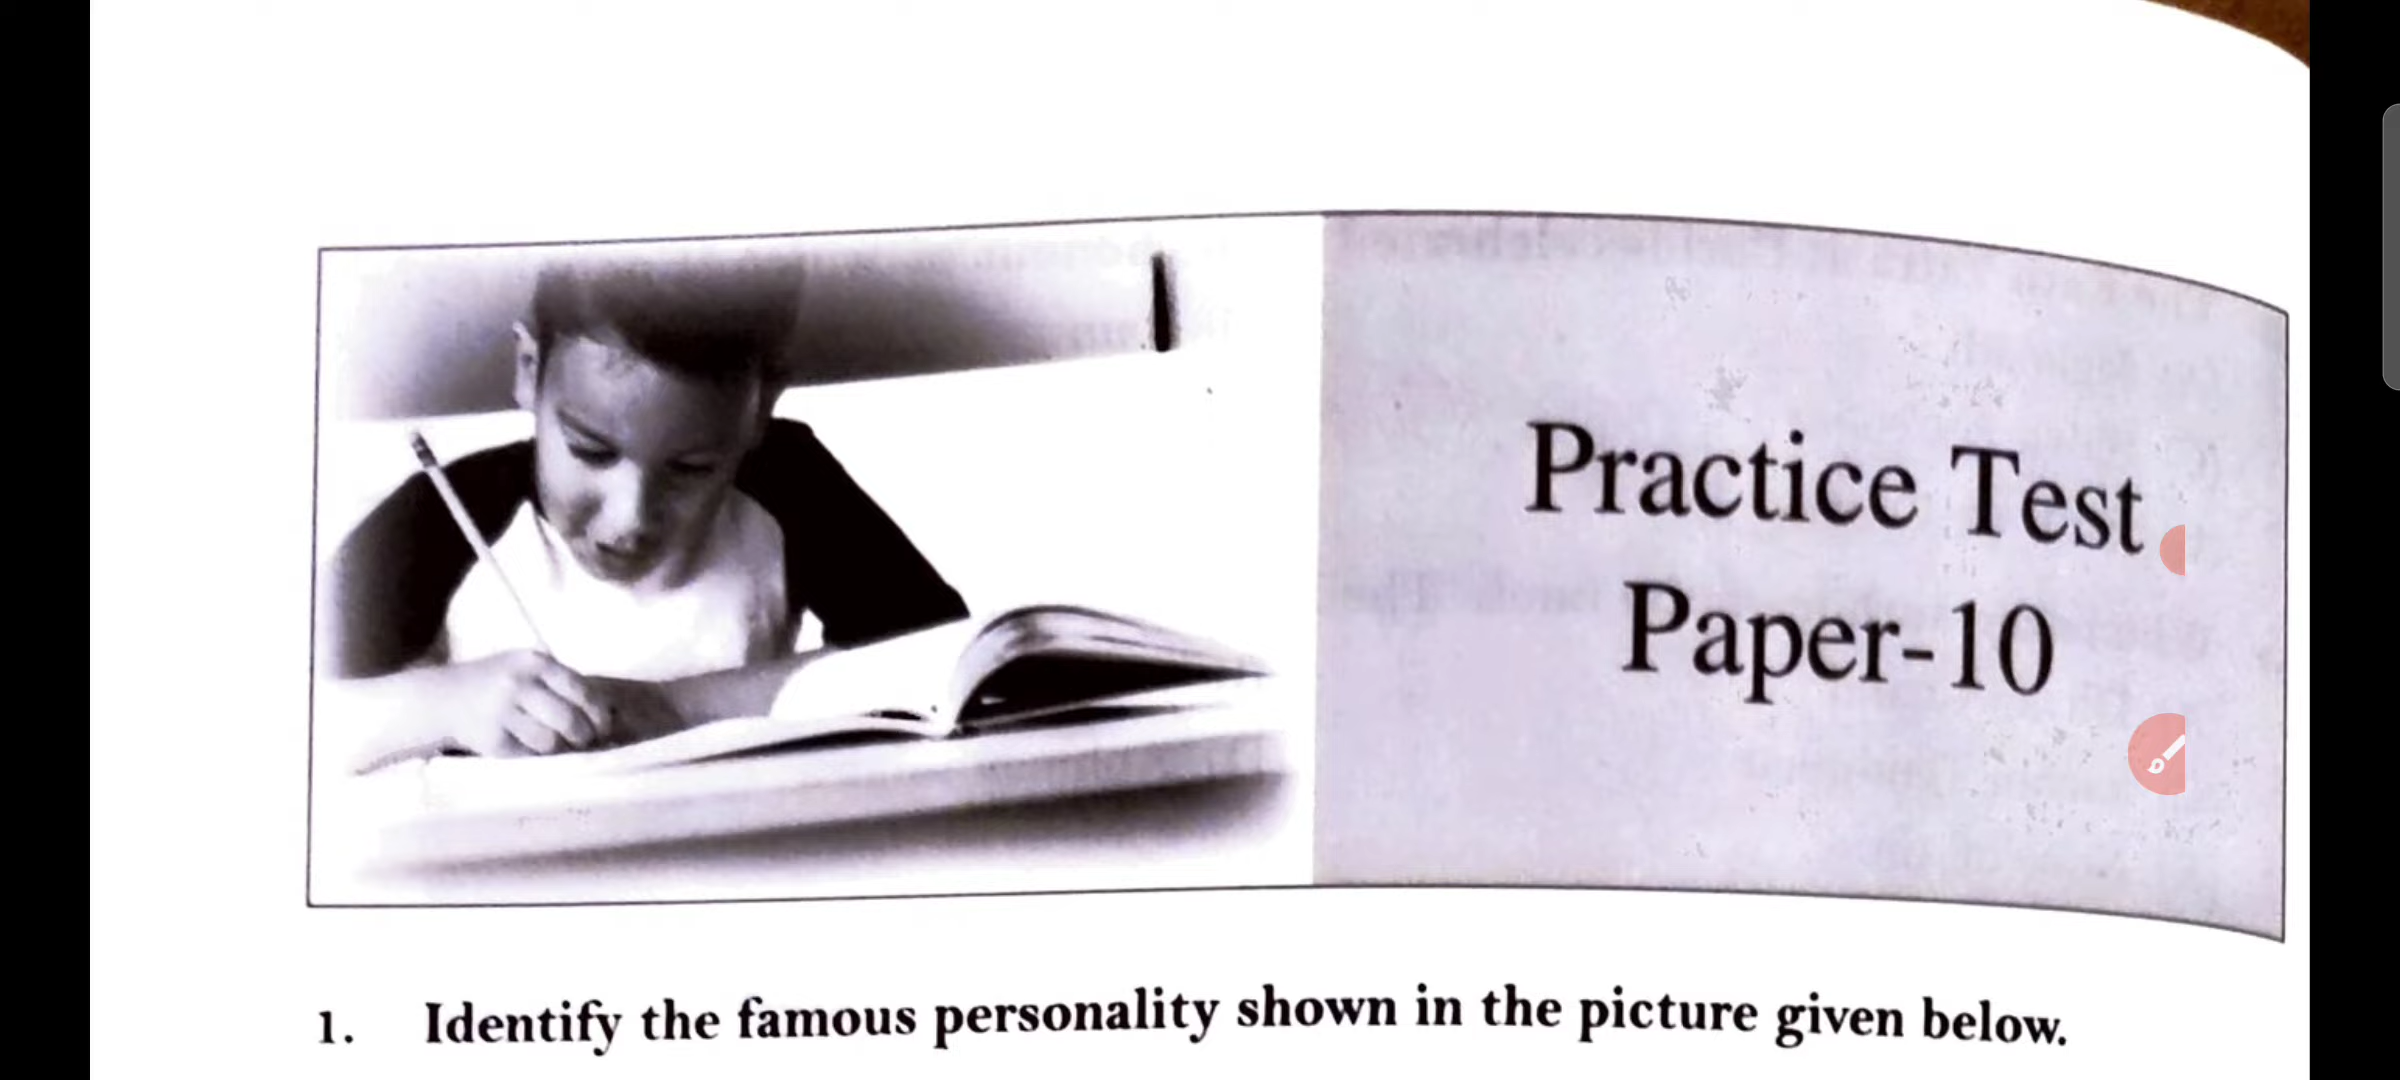 Practice Test
Paper-10
1. Identify the famous personality shown in the picture given below.